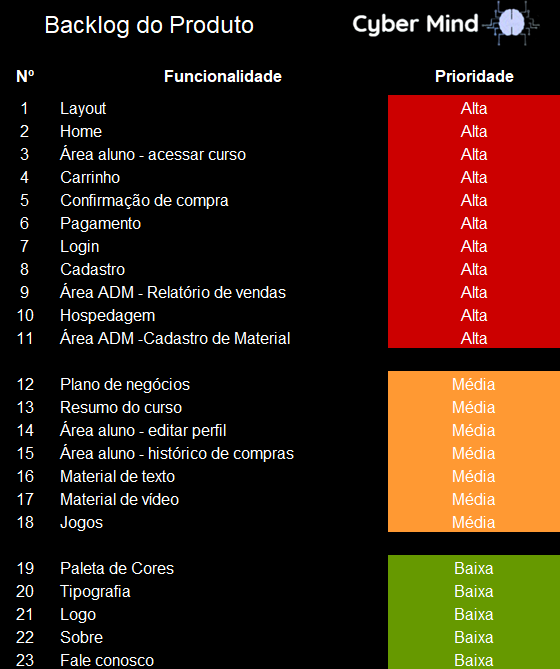 Backlog do Produto Cyber Mind
Nº Funcionalidade Prioridade
1 Layout Alta
2 Home Alta
3 Área aluno - acessar curso Alta
4 Carrinho Alta
5 Confirmação de compra Alta
6 Pagamento Alta
7 Login Alta
8 Cadastro Alta
9 Área ADM - Relatório de vendas Alta
10 Hospedagem Alta
11 Área ADM -Cadastro de Material Alta
12 Plano de negócios Média
13 Resumo do curso Média
14 Área aluno - editar perfil Média
15 Área aluno - histórico de compras Média
16 Material de texto Média
17 Material de vídeo Média
18 Jogos Média
19 Paleta de Cores Baixa
20 Tipografia Baixa
21 Logo Baixa
22 Sobre Baixa
23 Fale conosco Baixa